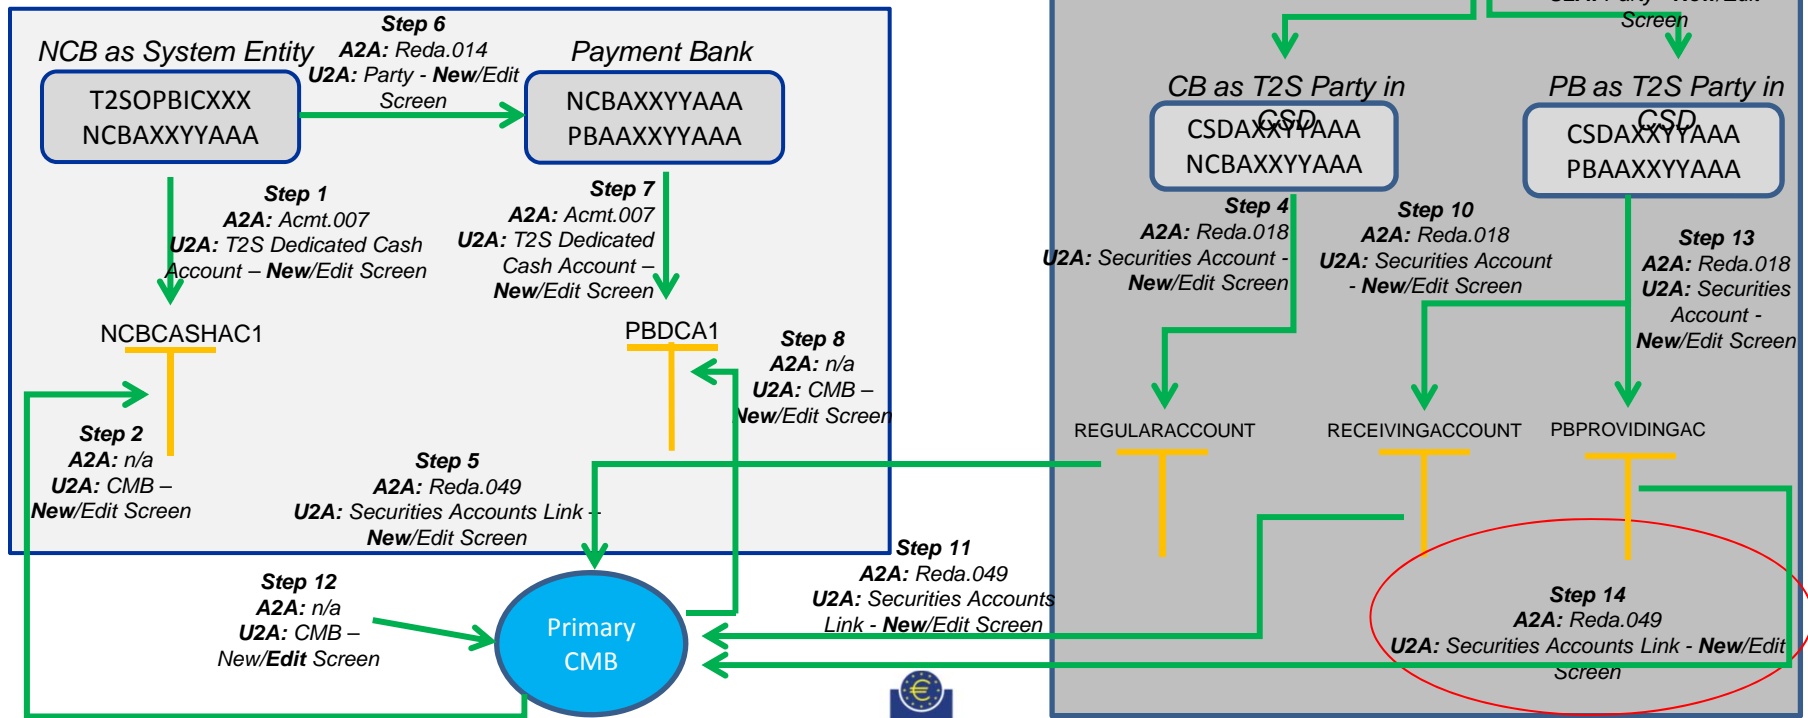 Step 6
A2A: Reda.014
U2A: Party - New/Edit
Screen
NCB as System Entity
T2SOPBICXXX
NCBAXXYYAAA
Payment Bank
NCBAXXYYAAA
PBAAXXYYAAA
Step 1
A2A: Acmt.007
U2A: T2S Dedicated Cash
Account – New/Edit Screen
Step 7
A2A: Acmt.007
U2A: T2S Dedicated
Cash Account –
New/Edit Screen
NCBCASHAC1
PBDCA1
Step 8
A2A: n/a
U2A: CMB –
New/Edit Screen
Step 2
A2A: n/a
U2A: CMB –
New/Edit Screen
Step 5
A2A: Reda.049
U2A: Securities Accounts Link –
New/Edit Screen
Step 12
A2A: n/a
U2A: CMB –
New/Edit Screen
Primary
CMB
Step 11
A2A: Reda.049
U2A: Securities Accounts
Link - New/Edit Screen
U2A: Party - New/Edit
Screen
CB as T2S Party in
CSD
CSDAXXYYAAA
NCBAXXYYAAA
PB as T2S Party in
CSD
CSDAXXYYAAA
PBAAXXYYAAA
Step 4
A2A: Reda.018
U2A: Securities Account -
New/Edit Screen
Step 10
A2A: Reda.018
U2A: Securities Account
- New/Edit Screen
Step 13
A2A: Reda.018
U2A: Securities
Account -
New/Edit Screen
REGULARACCOUNT
RECEIVINGACCOUNT
PBPROVIDINGAC
Step 14
A2A: Reda.049
U2A: Securities Accounts Link - New/Edit
Screen